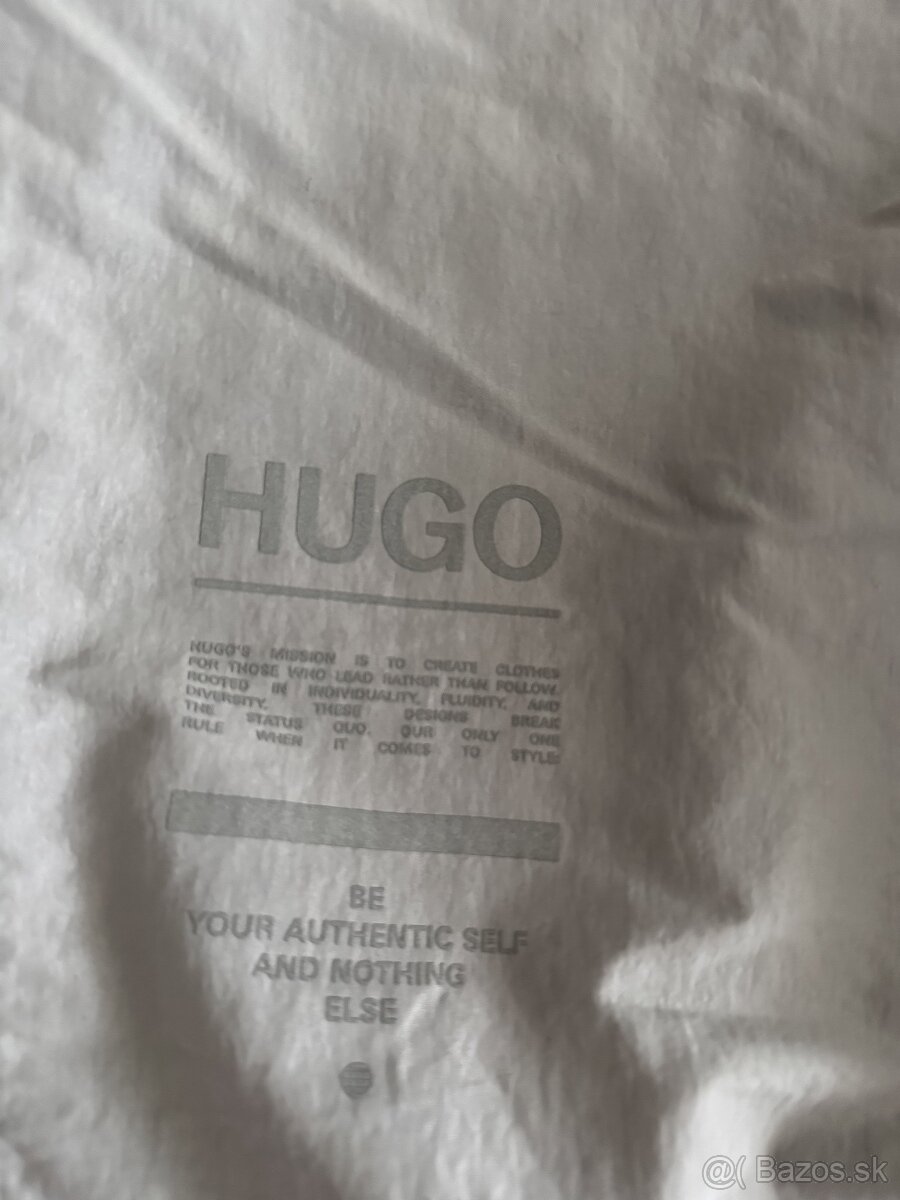 HUGO
HUGO'S MISSION IS TO CREATE CLOTHES
FOR THOSE WHO LEAD RATHER THAN FOLLOW.
ROOTED IN INDIVIDUALITY, FLUIDITY, AND
DIVERSITY, THESE DESIGNS BREAK
THE STATUS QUO. OUR ONLY ONE
RULE WHEN IT COMES TO STYLE:
BE
YOUR AUTHENTIC SELF
AND NOTHING
ELSE
@( Bazos.sk